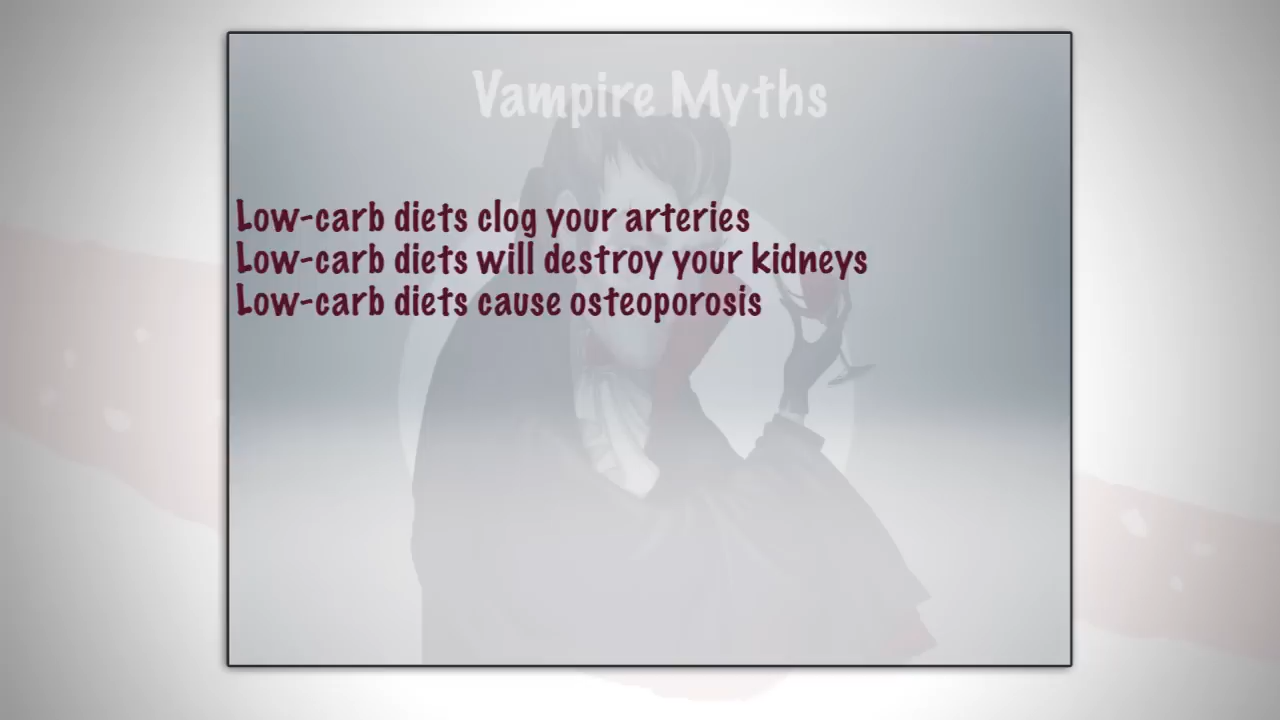 Vampire Myths
Low-carb diets clog your arteries
Low-carb diets will destroy your kidneys
Low-carb diets cause osteoporosis